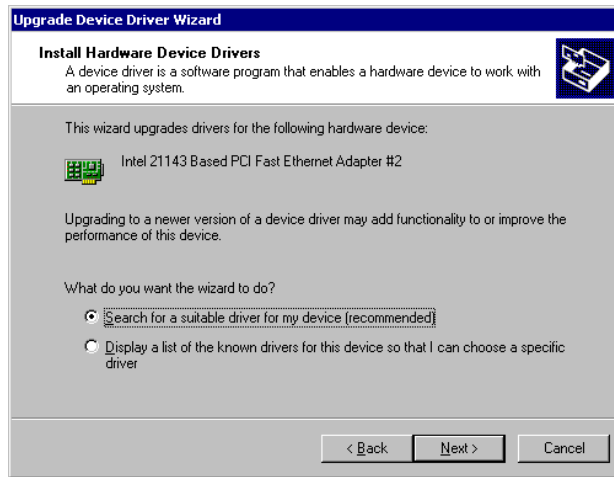 Upgrade Device Driver Wizard
Install Hardware Device Drivers
A device driver is a software program that enables a hardware device to work with
an operating system.
This wizard upgrades drivers for the following hardware device:
Intel 21143 Based PCI Fast Ethernet Adapter #2
Upgrading to a newer version of a device driver may add functionality to or improve the
performance of this device.
What do you want the wizard to do?
Search for a suitable driver for my device (recommended)
Display a list of the known drivers for this device so that I can choose a specific
driver
< Back Next > Cancel